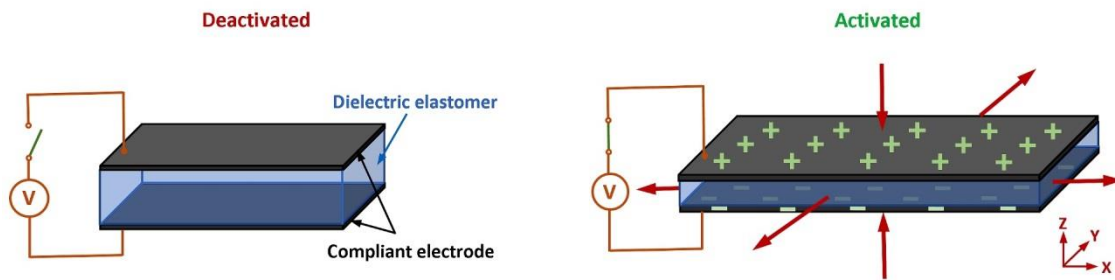 Deactivated
Activated
Dielectric elastomer
V
Compliant electrode
V
Z
Y
X